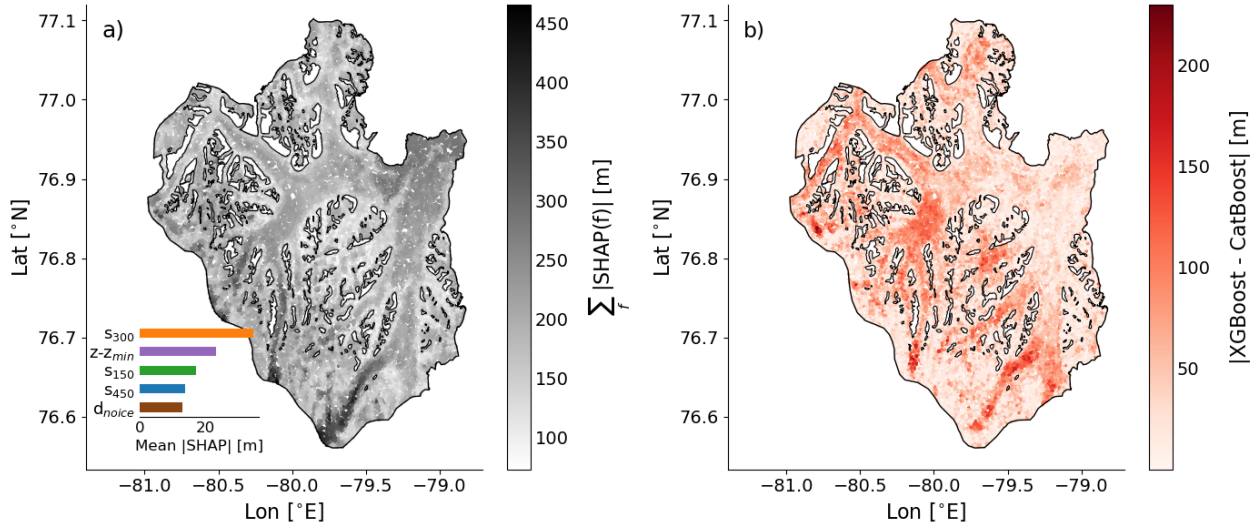 a)
77.1
77.0
76.9
76.8
76.7
76.6
Lat [°N]
−81.0
−80.5
−80.0
−79.5
−79.0
Lon [°E]
s300
z-zmin
s150
s450
dnoice
0
20
Mean |SHAP| [m]
450
400
350
300
250
200
150
100
∑f |SHAP(f)| [m]
b)
77.1
77.0
76.9
76.8
76.7
76.6
Lat [°N]
−81.0
−80.5
−80.0
−79.5
−79.0
Lon [°E]
200
150
100
50
|XGBoost - CatBoost| [m]